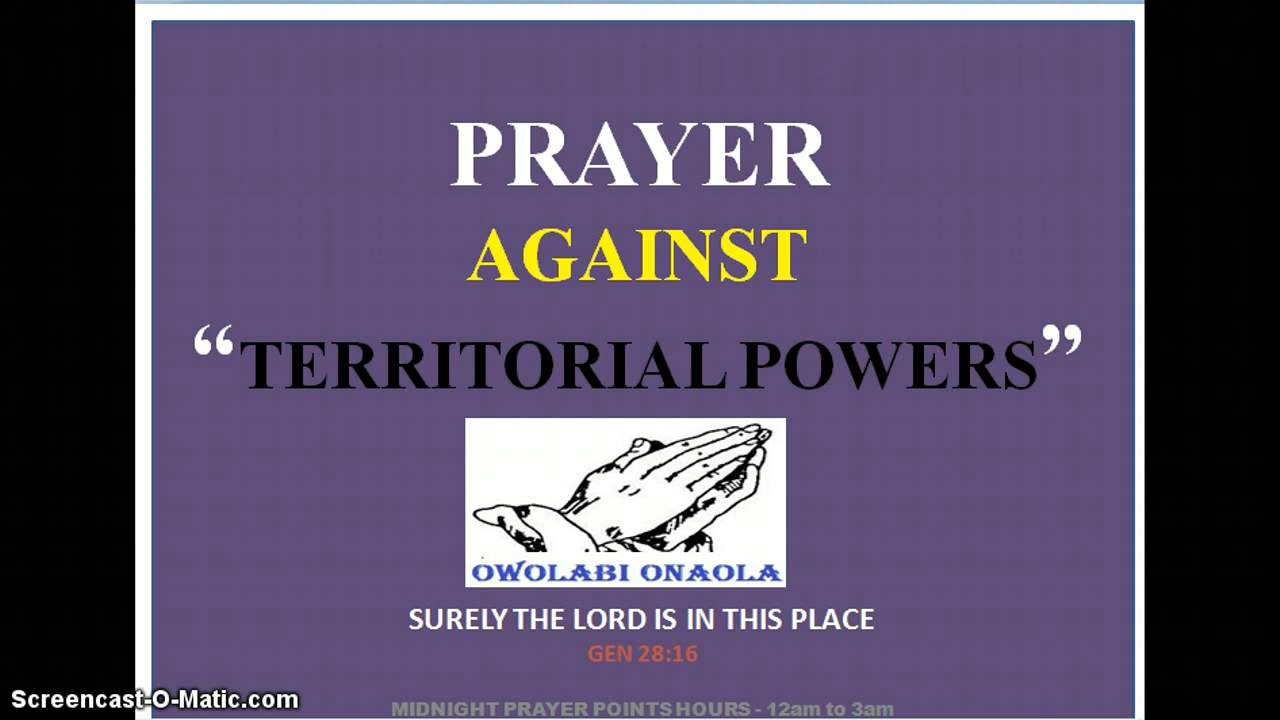 PRAYER
AGAINST
“TERRITORIAL POWERS”
OWOLABI ONAOLA
SURELY THE LORD IS IN THIS PLACE
GEN 28:16
Screencast-O-Matic.com
MIDNIGHT PRAYER POINTS HOURS - 12am to 3am